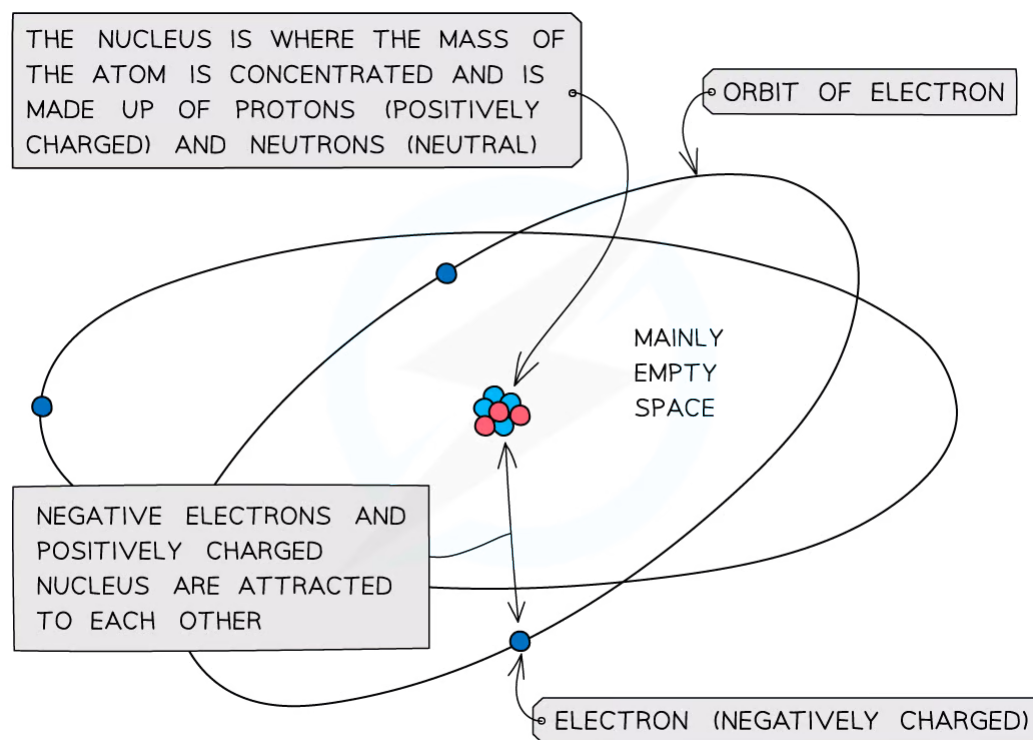 THE NUCLEUS IS WHERE THE MASS OF
THE ATOM IS CONCENTRATED AND IS
MADE UP OF PROTONS (POSITIVELY
CHARGED) AND NEUTRONS (NEUTRAL)
ORBIT OF ELECTRON
MAINLY
EMPTY
SPACE
NEGATIVE ELECTRONS AND
POSITIVELY CHARGED
NUCLEUS ARE ATTRACTED
TO EACH OTHER
ELECTRON (NEGATIVELY CHARGED)